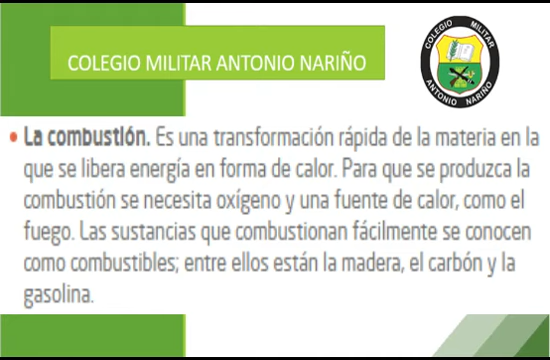 COLEGIO MILITAR ANTONIO NARIÑO
COLEGIO MILITAR
ANTONIO NARIÑO
• La combustión. Es una transformación rápida de la materia en la
que se libera energía en forma de calor. Para que se produzca la
combustión se necesita oxígeno y una fuente de calor, como el
fuego. Las sustancias que combustionan fácilmente se conocen
como combustibles; entre ellos están la madera, el carbón y la
gasolina.